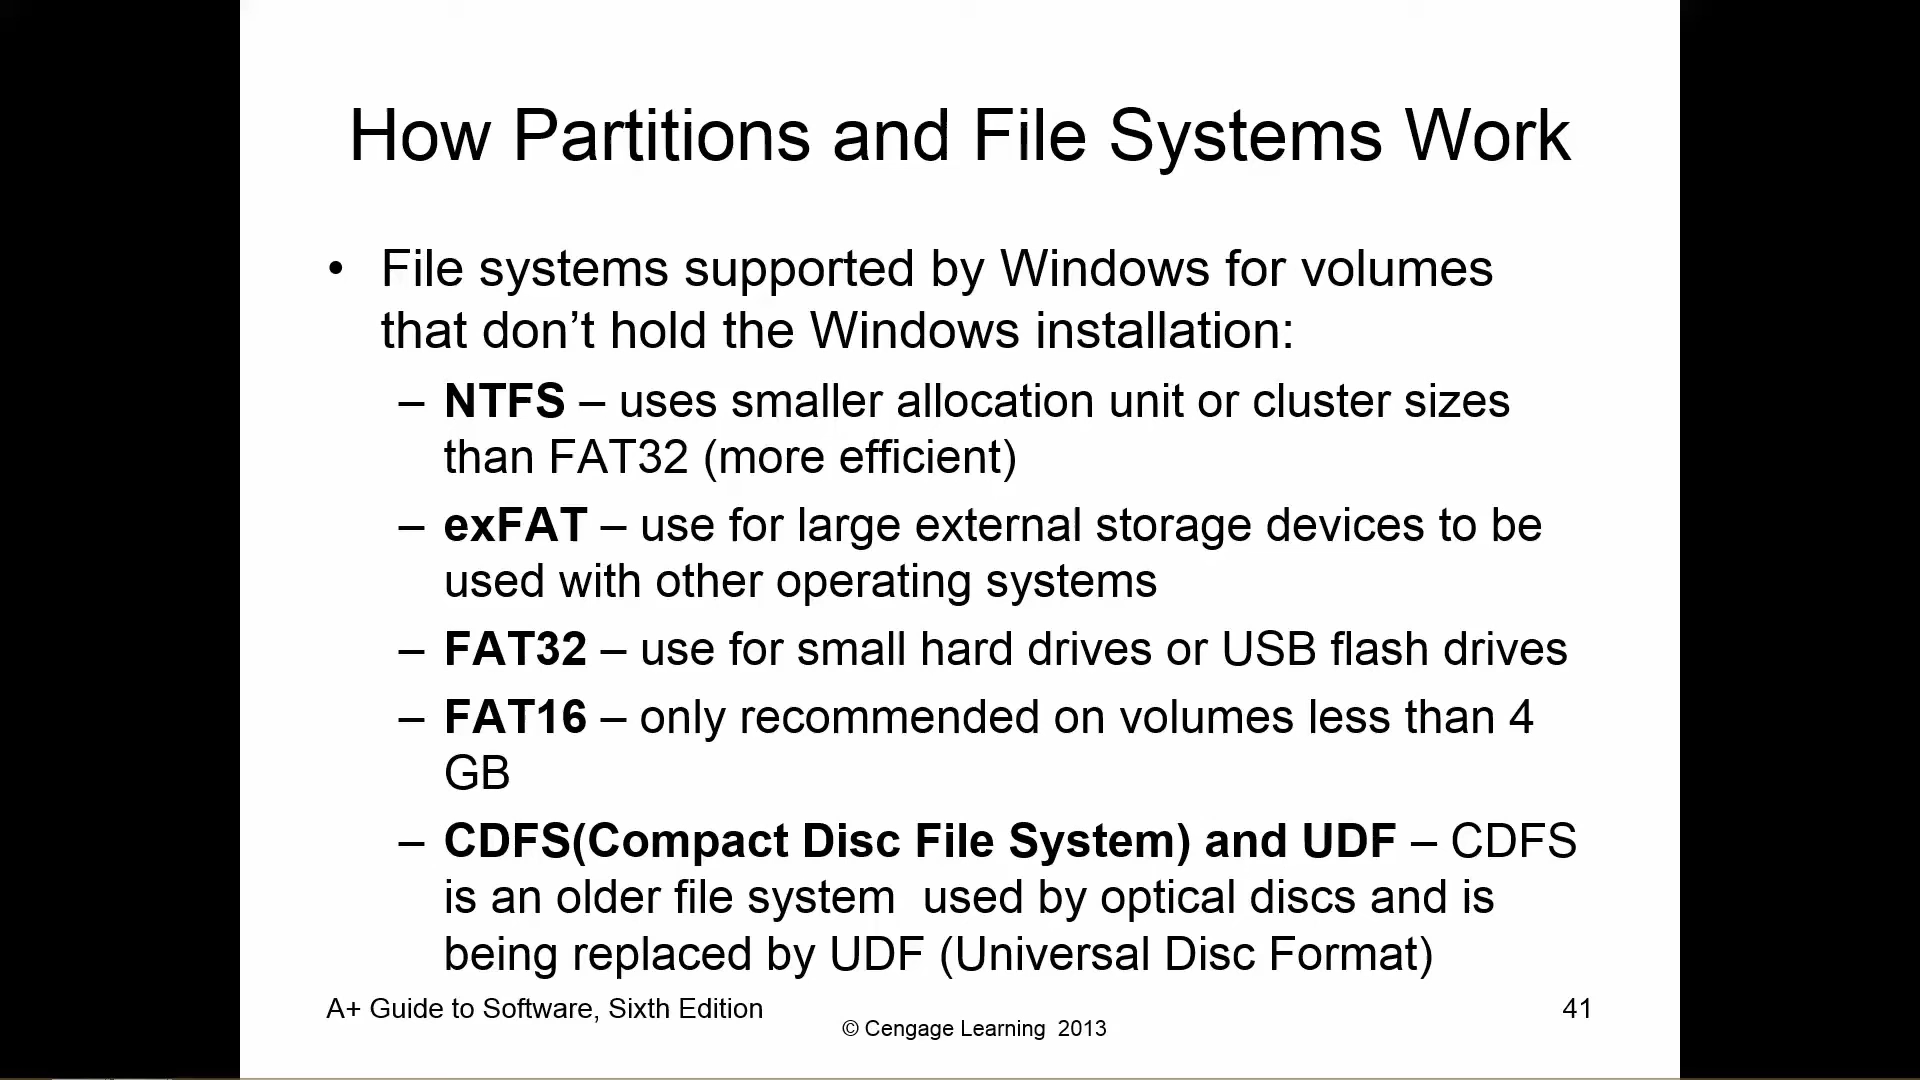 How Partitions and File Systems Work
• File systems supported by Windows for volumes
that don’t hold the Windows installation:
– NTFS – uses smaller allocation unit or cluster sizes
than FAT32 (more efficient)
– exFAT – use for large external storage devices to be
used with other operating systems
– FAT32 – use for small hard drives or USB flash drives
– FAT16 – only recommended on volumes less than 4
GB
– CDFS(Compact Disc File System) and UDF – CDFS
is an older file system  used by optical discs and is
being replaced by UDF (Universal Disc Format)
A+ Guide to Software, Sixth Edition
© Cengage Learning  2013
41